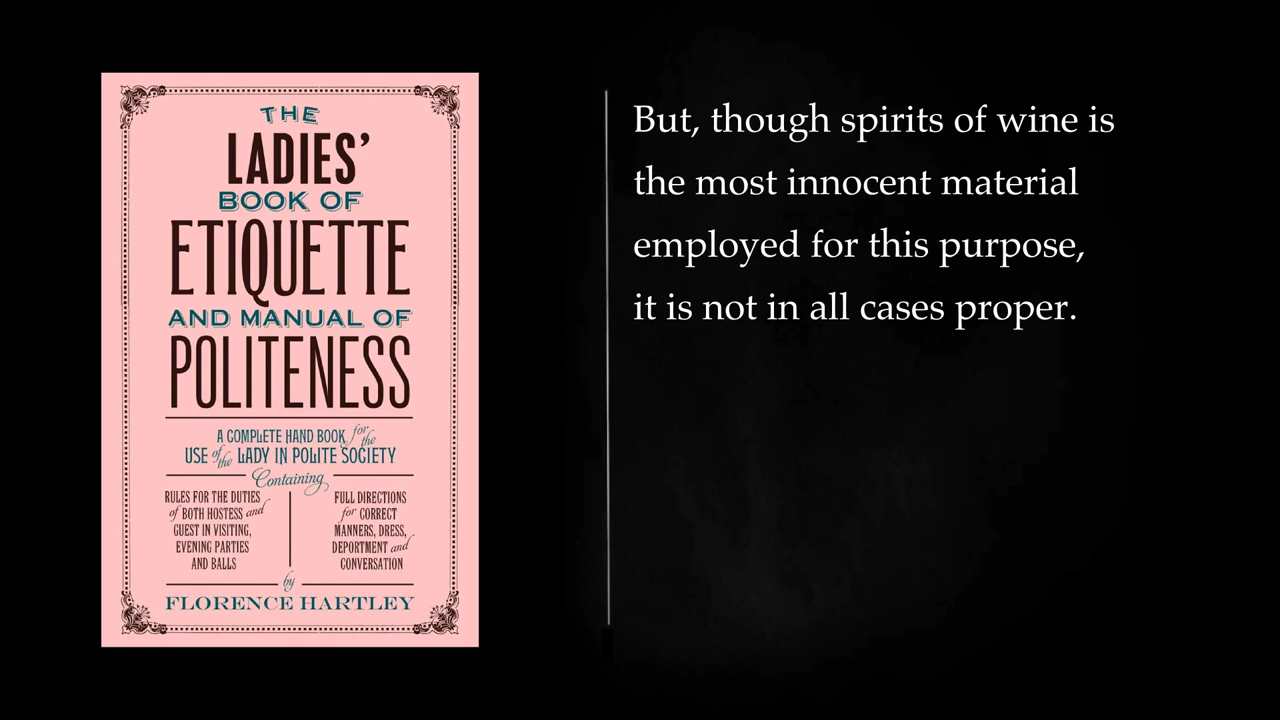 THE
LADIES'
BOOK OF
ETIQUETTE
AND MANUAL OF
POLITENESS
A COMPLETE HAND BOOK for the
USE of the LADY IN POLITE SOCIETY
Containing
RULES FOR THE DUTIES
of BOTH HOSTESS and
GUEST IN VISITING,
EVENING PARTIES
AND BALLS
FULL DIRECTIONS
for CORRECT
MANNERS, DRESS,
DEPORTMENT and
CONVERSATION
by
FLORENCE HARTLEY
But, though spirits of wine is
the most innocent material
employed for this purpose,
it is not in all cases proper.